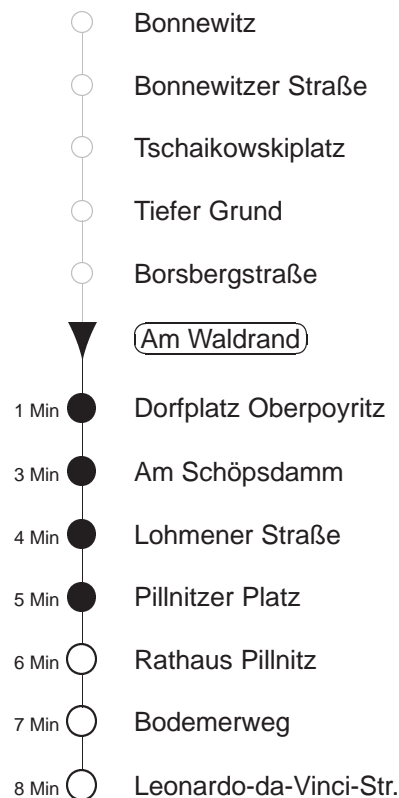 Bonnewitz
Bonnewitzer Straße
Tschaikowskiplatz
Tiefer Grund
Borsbergstraße
Am Waldrand
1 Min Dorfplatz Oberpoyritz
3 Min Am Schöpsdamm
4 Min Lohmener Straße
5 Min Pillnitzer Platz
6 Min Rathaus Pillnitz
7 Min Bodemerweg
8 Min Leonardo-da-Vinci-Str.